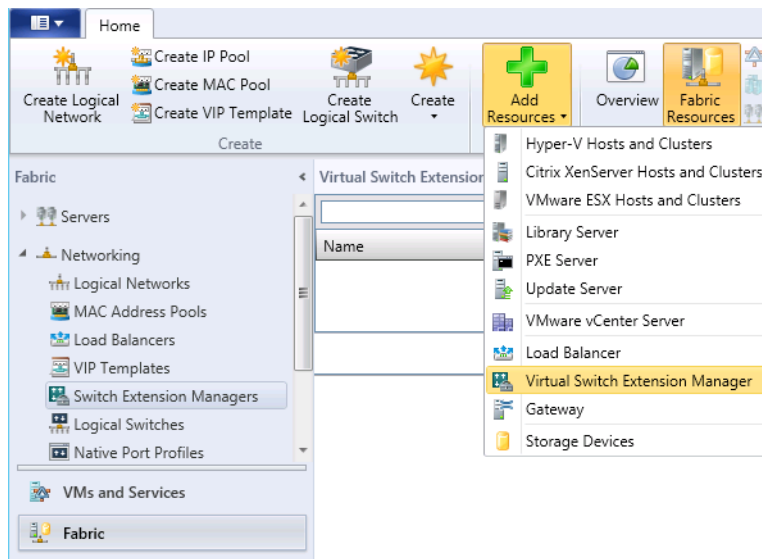 Home
Create Logical
Network
Create IP Pool
Create MAC Pool
Create VIP Template
Create
Logical Switch
Create
Create
Add
Resources
Overview
Fabric
Resources
Fabric
Servers
Networking
Logical Networks
MAC Address Pools
Load Balancers
VIP Templates
Switch Extension Managers
Logical Switches
Native Port Profiles
VMs and Services
Fabric
Virtual Switch Extension
Name
Hyper-V Hosts and Clusters
Citrix XenServer Hosts and Clusters
VMware ESX Hosts and Clusters
Library Server
PXE Server
Update Server
VMware vCenter Server
Load Balancer
Virtual Switch Extension Manager
Gateway
Storage Devices